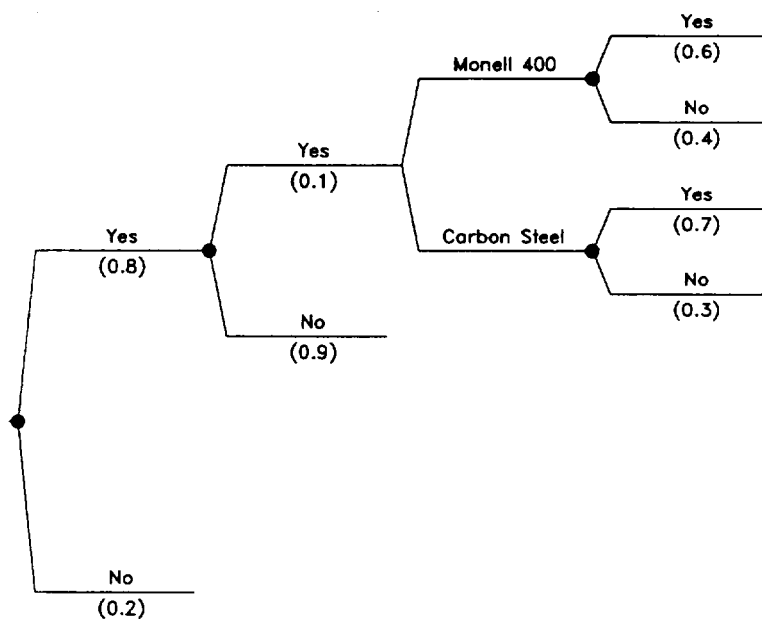 Yes
(0.6)
Monell 400
No
(0.4)
Yes
(0.1)
Yes
(0.7)
Carbon Steel
No
(0.3)
Yes
(0.8)
No
(0.9)
No
(0.2)